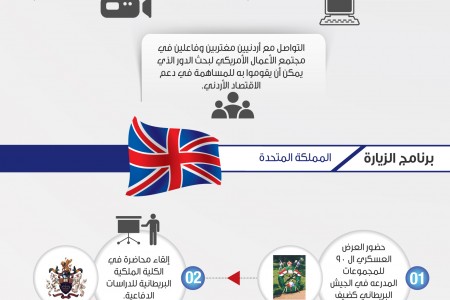 التواصل مع أردنيين مغتربين وفاعلين في
مجتمع الأعمال الأمريكي لبحث الدور الذي
يمكن أن يقوموا به للمساهمة في دعم
الاقتصاد الأردني.
برنامج الزيارة
المملكة المتحدة
01
حضور العرض
العسكري ال ٩٠
للمجموعات
المدرعه في الجيش
البريطاني كضيف
02
إلقاء محاضرة في
الكلية الملكية
البريطانية للدراسات
الدفاعية.